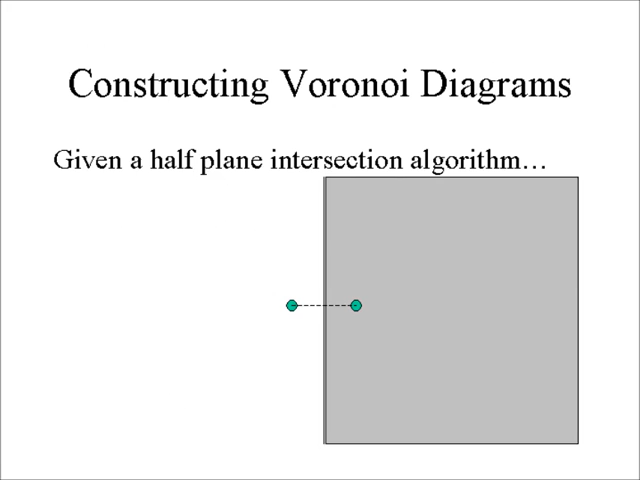 Constructing Voronoi Diagrams
Given a half plane intersection algorithm…